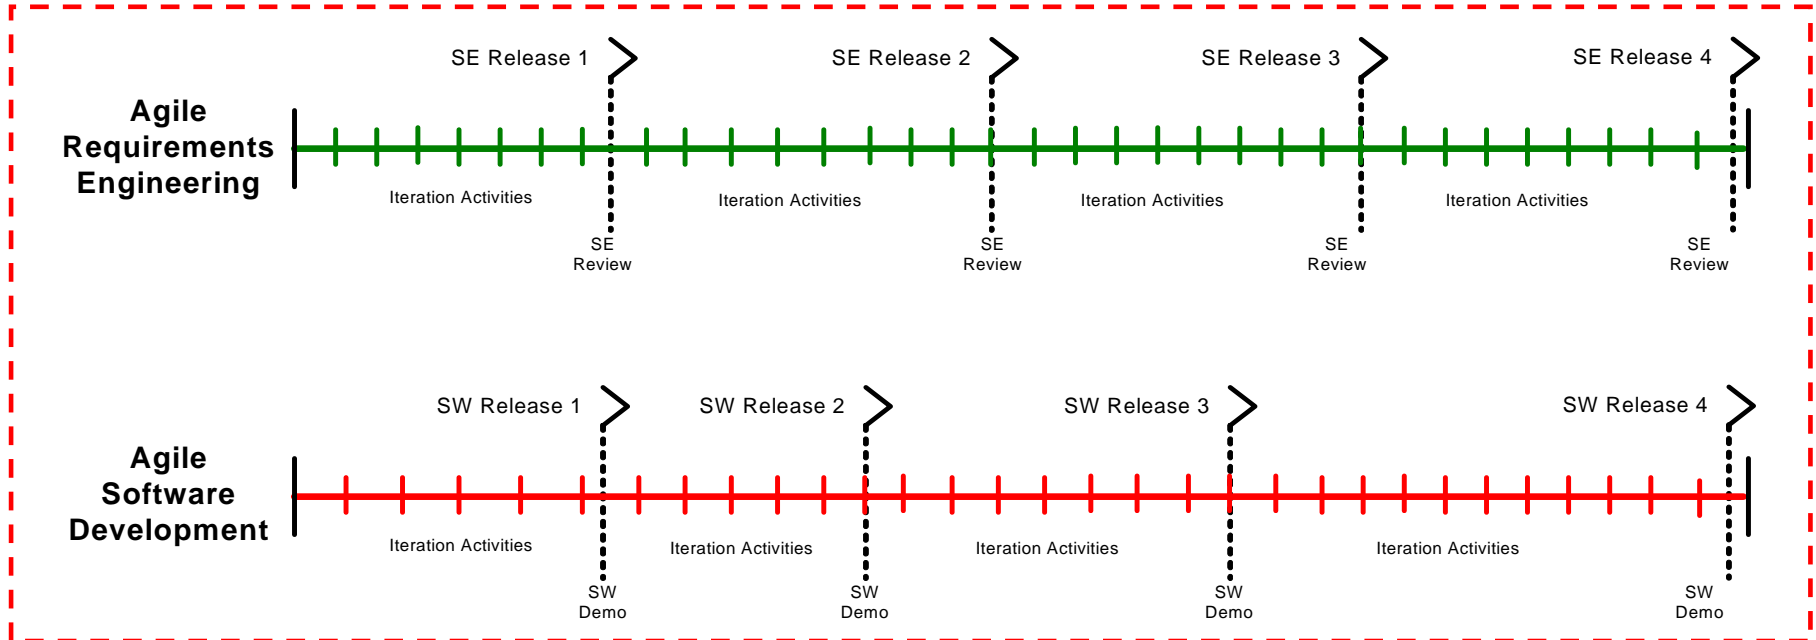 SE Release 1
SE Release 2
SE Release 3
SE Release 4
Agile
Requirements
Engineering
Iteration Activities
Iteration Activities
Iteration Activities
Iteration Activities
SE
Review
SE
Review
SE
Review
SE
Review
SW Release 1
SW Release 2
SW Release 3
SW Release 4
Agile
Software
Development
Iteration Activities
Iteration Activities
Iteration Activities
Iteration Activities
SW
Demo
SW
Demo
SW
Demo
SW
Demo